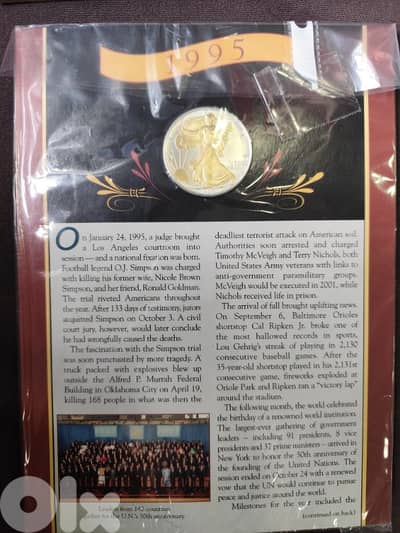 1995
On January 24, 1995, a judge brought
a Los Angeles courtroom into
session — and a national fixation was born.
Football legend O.J. Simpson was charged
with killing his former wife, Nicole Brown
Simpson, and her friend, Ronald Goldman.
The trial riveted Americans throughout
the year. After 133 days of testimony, jurors
acquitted Simpson on October 3. A civil
court jury, however, would later conclude
he had wrongfully caused the deaths.
The fascination with the Simpson trial
was soon punctuated by more tragedy. A
truck packed with explosives blew up
outside the Alfred P. Murrah Federal
Building in Oklahoma City on April 19,
killing 168 people in what was then the
Leaders from 162 countries
gather for the U.N.'s 50th anniversary.
deadliest terrorist attack on American soil.
Authorities soon arrested and charged
Timothy McVeigh and Terry Nichols, both
United States Army veterans with links to
anti-government paramilitary groups.
McVeigh would be executed in 2001, while
Nichols received life in prison.
The arrival of fall brought uplifting news.
On September 6, Baltimore Orioles
shortstop Cal Ripken Jr. broke one of
the most hallowed records in sports,
Lou Gehrig's streak of playing in 2,130
consecutive baseball games. After the
35-year-old shortstop played in his 2,131st
consecutive game, fireworks exploded at
Oriole Park and Ripken ran a "victory lap"
around the stadium.
The following month, the world celebrated
the birthday of a renowned world institution.
The largest-ever gathering of government
leaders – including 91 presidents, 8 vice
presidents and 37 prime ministers – arrived in
New York to honor the 50th anniversary of
the founding of the United Nations. The
session ended on October 24 with a renewed
vow that the UN would continue to pursue
peace and justice around the world.
Milestones for the year included the
(continued on back)
olx